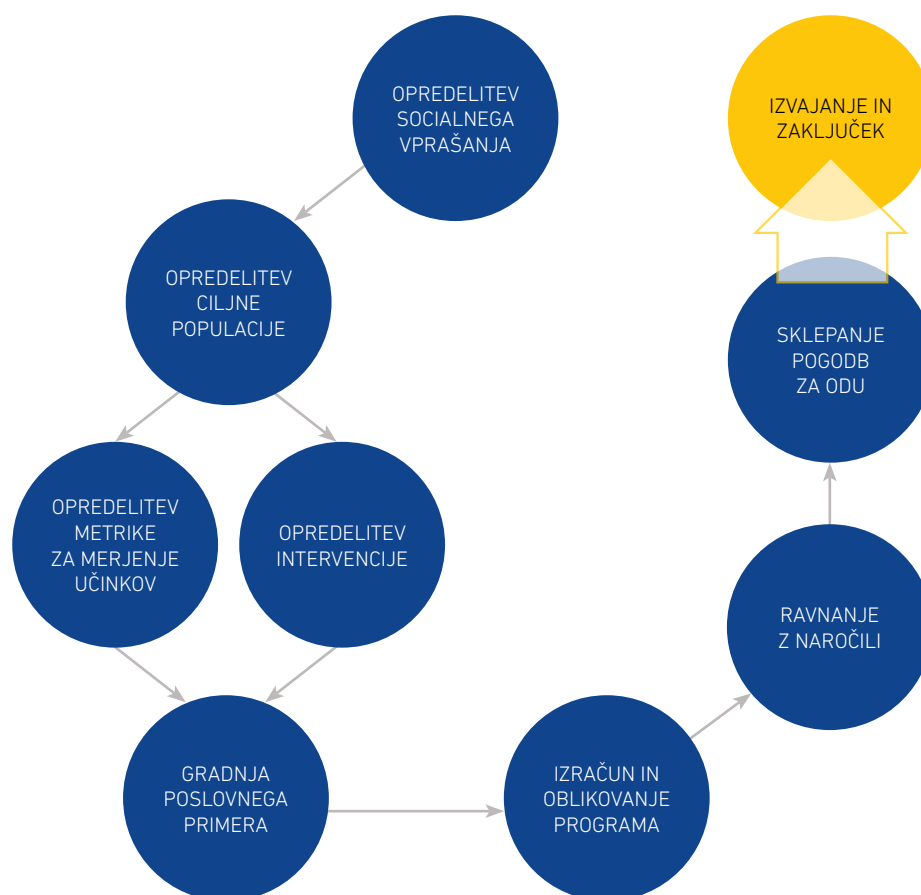 OPREDELITEV
SOCIALNEGA
VPRAŠANJA
OPREDELITEV
CILJNE
POPULACIJE
OPREDELITEV
METRIKE
ZA MERJENJE
UČINKOV
OPREDELITEV
INTERVENCIJE
GRADNJA
POSLOVNEGA
PRIMERA
IZRAČUN IN
OBLIKOVANJE
PROGRAMA
RAVNANJE
Z NAROČILI
SKLEPANJE
POGODB
ZA ODU
IZVAJANJE IN
ZAKLJUČEK